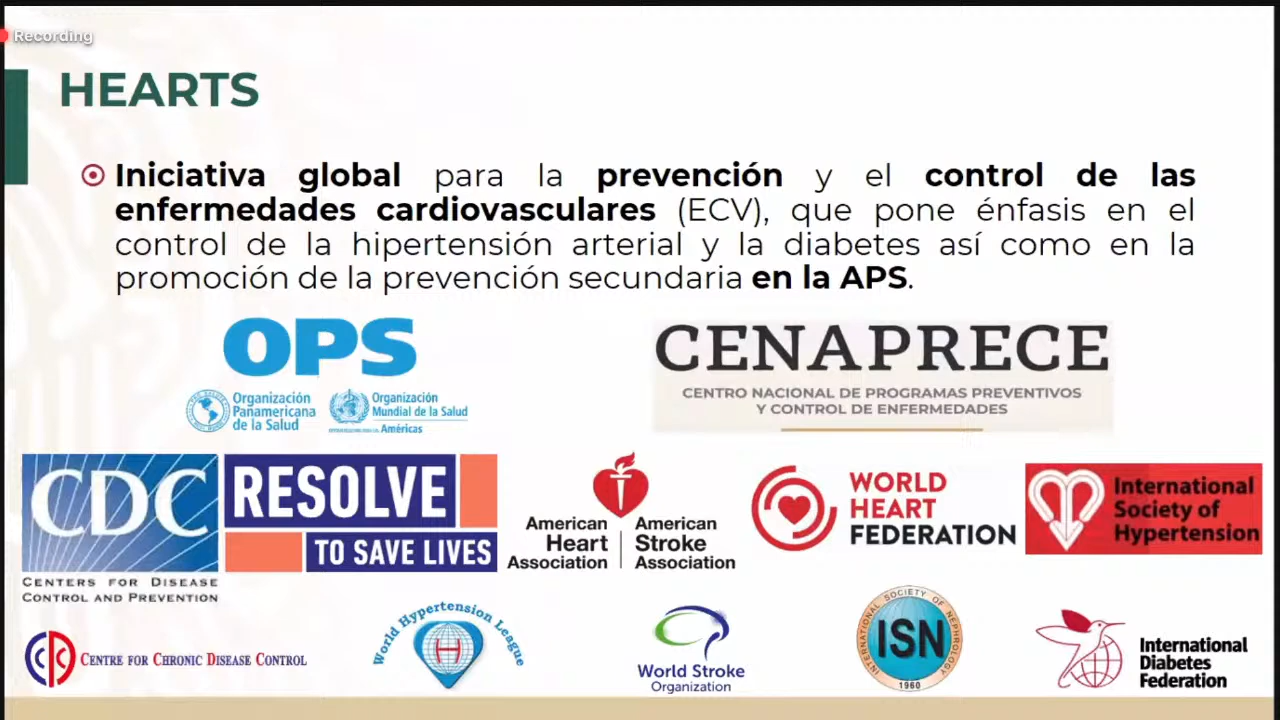 Recording
HEARTS
Iniciativa global para la prevención y el control de las
enfermedades cardiovasculares (ECV), que pone énfasis en el
control de la hipertensión arterial y la diabetes así como en la
promoción de la prevención secundaria en la APS.
OPS
Organización
Panamericana
de la Salud
Organización
Mundial de la Salud
Américas
CENAPRECE
CENTRO NACIONAL DE PROGRAMAS PREVENTIVOS
Y CONTROL DE ENFERMEDADES
CDC
CENTERS FOR DISEASE
CONTROL AND PREVENTION
RESOLVE
TO SAVE LIVES
American
Heart
Association
American
Stroke
Association
WORLD
HEART
FEDERATION
International
Society of
Hypertension
CENTRE FOR CHRONIC DISEASE CONTROL
World Hypertension League
H
World Stroke
Organization
INTERNATIONAL SOCIETY OF NEPHROLOGY
ISN
1960
International
Diabetes
Federation